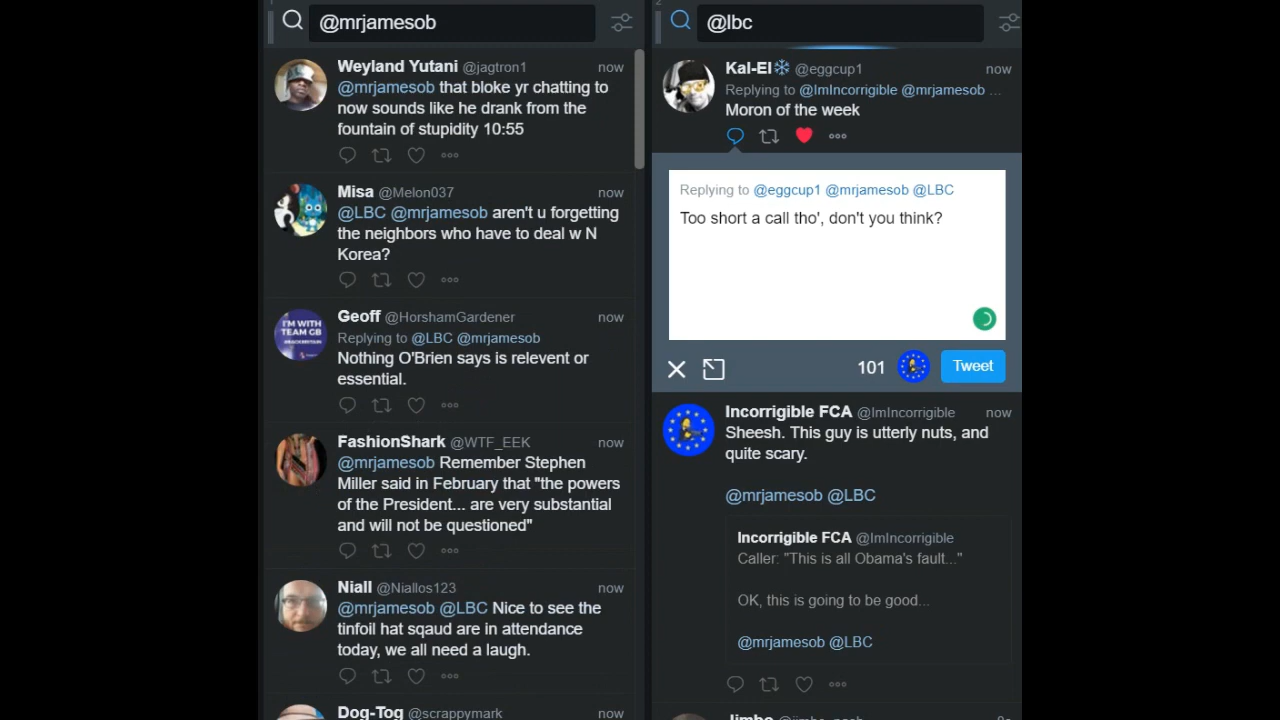 1
@mrjamesob
Weyland Yutani @jagtron1 now
@mrjamesob that bloke yr chatting to
now sounds like he drank from the
fountain of stupidity 10:55
Misa @Melon037 now
@LBC @mrjamesob aren't u forgetting
the neighbors who have to deal w N
Korea?
I'M WITH
TEAM GB
Geoff @HorshamGardener now
Replying to @LBC @mrjamesob
Nothing O'Brien says is relevent or
essential.
FashionShark @WTF_EEK now
@mrjamesob Remember Stephen
Miller said in February that "the powers
of the President... are very substantial
and will not be questioned"
Niall @Niallos123 now
@mrjamesob @LBC Nice to see the
tinfoil hat sqaud are in attendance
today, we all need a laugh.
Dog-Tog @scrappymark now
2
@lbc
Kal-El❄ @eggcup1 now
Replying to @ImIncorrigible @mrjamesob ...
Moron of the week
Replying to @eggcup1 @mrjamesob @LBC
Too short a call tho', don't you think?
101
Tweet
Incorrigible FCA @ImIncorrigible now
Sheesh. This guy is utterly nuts, and
quite scary.
@mrjamesob @LBC
Incorrigible FCA @ImIncorrigible
Caller: "This is all Obama's fault..."
OK, this is going to be good...
@mrjamesob @LBC